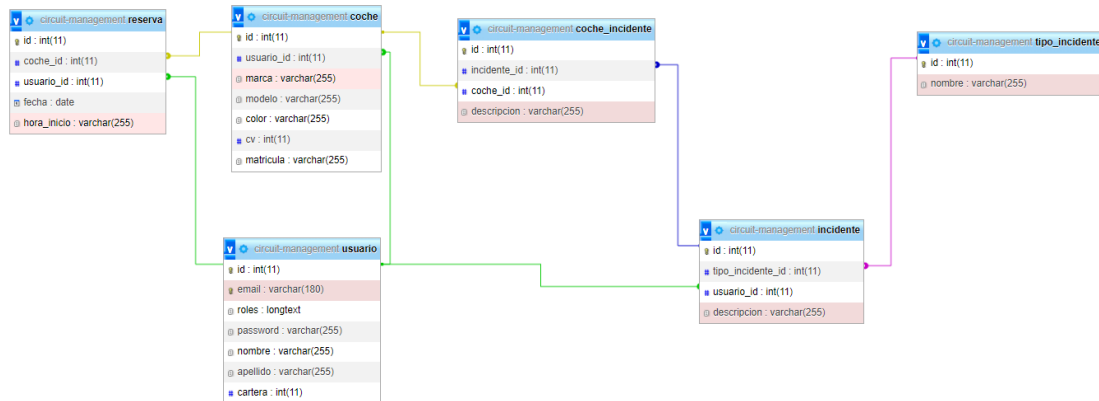 circuit-management reserva
id : int(11)
coche_id : int(11)
usuario_id : int(11)
fecha : date
hora_inicio : varchar(255)
circuit-management coche
id : int(11)
usuario_id : int(11)
marca : varchar(255)
modelo : varchar(255)
color : varchar(255)
cv : int(11)
matricula : varchar(255)
circuit-management coche_incidente
id : int(11)
incidente_id : int(11)
coche_id : int(11)
descripcion : varchar(255)
circuit-management tipo_incidente
id : int(11)
nombre : varchar(255)
circuit-management usuario
id : int(11)
email : varchar(180)
roles : longtext
password : varchar(255)
nombre : varchar(255)
apellido : varchar(255)
cartera : int(11)
circuit-management incidente
id : int(11)
tipo_incidente_id : int(11)
usuario_id : int(11)
descripcion : varchar(255)